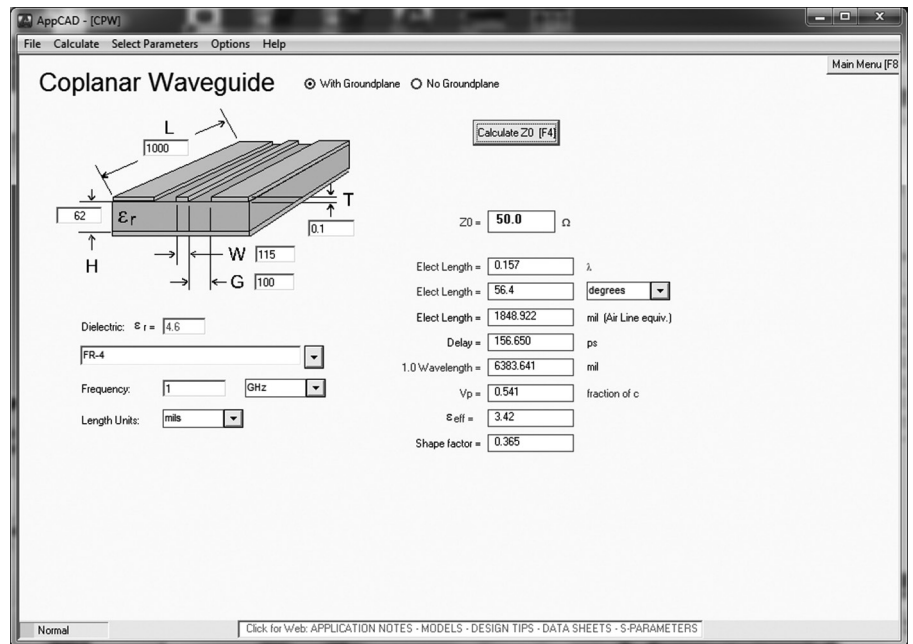 AppCAD - [CPW]
File Calculate Select Parameters Options Help
Main Menu [F8
Coplanar Waveguide
With Groundplane No Groundplane
Calculate Z0 [F4]
L
1000
62
εr
T
0.1
H
W 115
G 100
Z0 = 50.0 Ω
Elect Length = 0.157 λ
Elect Length = 56.4 degrees
Elect Length = 1848.922 mil (Air Line equiv.)
Delay = 156.650 ps
1.0 Wavelength = 6383.641 mil
Vp = 0.541 fraction of c
εeff = 3.42
Shape factor = 0.365
Dielectric: εr = 4.6
FR-4
Frequency: 1 GHz
Length Units: mils
Normal
Click for Web: APPLICATION NOTES - MODELS - DESIGN TIPS - DATA SHEETS - S-PARAMETERS